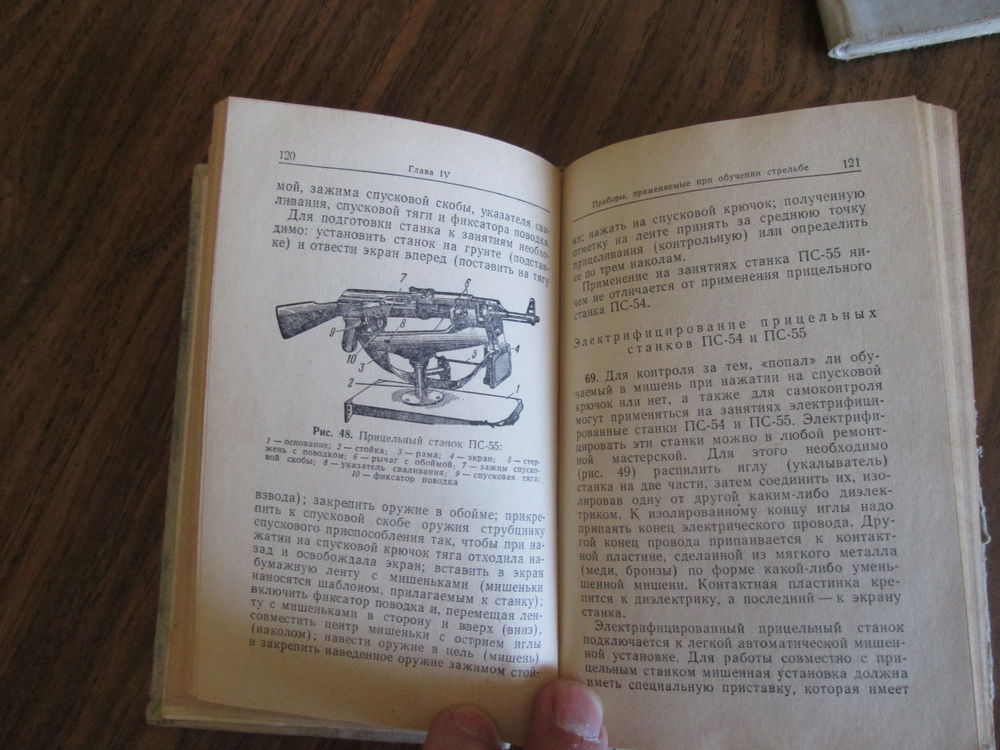 120
Глава IV
мой, зажима спусковой скобы, указателя сва-
ливания, спусковой тяги и фиксатора поводка.
Для подготовки станка к занятиям необхо-
димо: установить станок на грунте (подстав-
ке) и отвести экран вперед (поставить на тягу
7
6
9
8
10
3
5
4
2
1
Рис. 48. Прицельный станок ПС-55:
1 — основание; 2 — стойка; 3 — рама; 4 — экран; 5 — стер-
жень с поводком; 6 — рычаг с обоймой; 7 — зажим спуско-
вой скобы; 8 — указатель сваливания; 9 — спусковая тяга;
10 — фиксатор поводка
взвода); закрепить оружие в обойме; прикре-
пить к спусковой скобе оружия струбцинку
спускового приспособления так, чтобы при на-
жатии на спусковой крючок тяга отходила на-
зад и освобождала экран; вставить в экран
бумажную ленту с мишеньками (мишеньки
наносятся шаблоном, прилагаемым к станку);
включить фиксатор поводка и, перемещая лен-
ту с мишеньками в сторону и вверх (вниз),
совместить центр мишеньки с острием иглы
(наколом); навести оружие в цель (мишень)
и закрепить наведенное оружие зажимом стой-
Приборы, применяемые при обучении стрельбе
121
ки; нажать на спусковой крючок; полученную
отметку на ленте принять за среднюю точку
прицеливания (контрольную) или определить
ее по трем наколам.
Применение на занятиях станка ПС-55 ни-
чем не отличается от применения прицельного
станка ПС-54.
Электрифицирование прицельных
станков ПС-54 и ПС-55
69. Для контроля за тем, «попал» ли обу-
чаемый в мишень при нажатии на спусковой
крючок или нет, а также для самоконтроля
могут применяться на занятиях электрифици-
рованные станки ПС-54 и ПС-55. Электрифи-
цировать эти станки можно в любой ремонт-
ной мастерской. Для этого необходимо
(рис. 49) распилить иглу (укалыватель)
станка на две части, затем соединить их, изо-
лировав одну от другой каким-либо диэлек-
триком. К изолированному концу иглы надо
припаять конец электрического провода. Дру-
гой конец провода припаивается к контакт-
ной пластине, сделанной из мягкого металла
(меди, бронзы) по форме какой-либо умень-
шенной мишени. Контактная пластинка кре-
пится к диэлектрику, а последний — к экрану
станка.
Электрифицированный прицельный станок
подключается к легкой автоматической мишен-
ной установке. Для работы совместно с при-
цельным станком мишенная установка должна
иметь специальную приставку, которая имеет